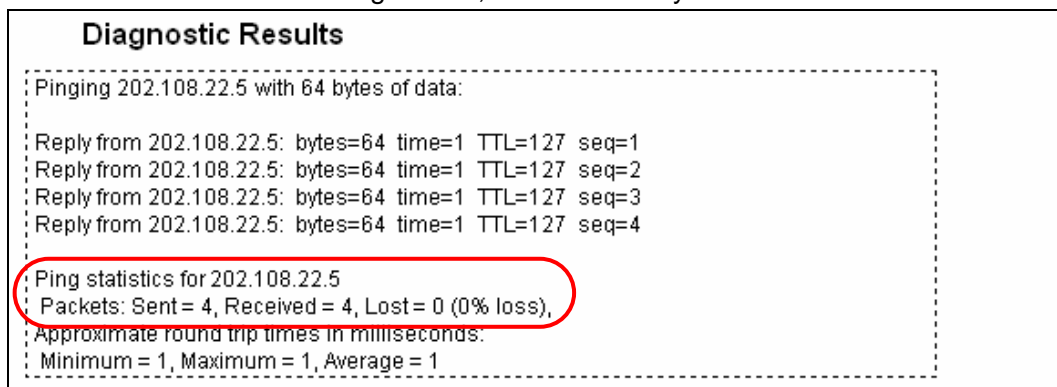 Diagnostic Results
Pinging 202.108.22.5 with 64 bytes of data:
Reply from 202.108.22.5: bytes=64 time=1 TTL=127 seq=1
Reply from 202.108.22.5: bytes=64 time=1 TTL=127 seq=2
Reply from 202.108.22.5: bytes=64 time=1 TTL=127 seq=3
Reply from 202.108.22.5: bytes=64 time=1 TTL=127 seq=4
Ping statistics for 202.108.22.5
Packets: Sent = 4, Received = 4, Lost = 0 (0% loss),
Approximate round trip times in milliseconds:
Minimum = 1, Maximum = 1, Average = 1